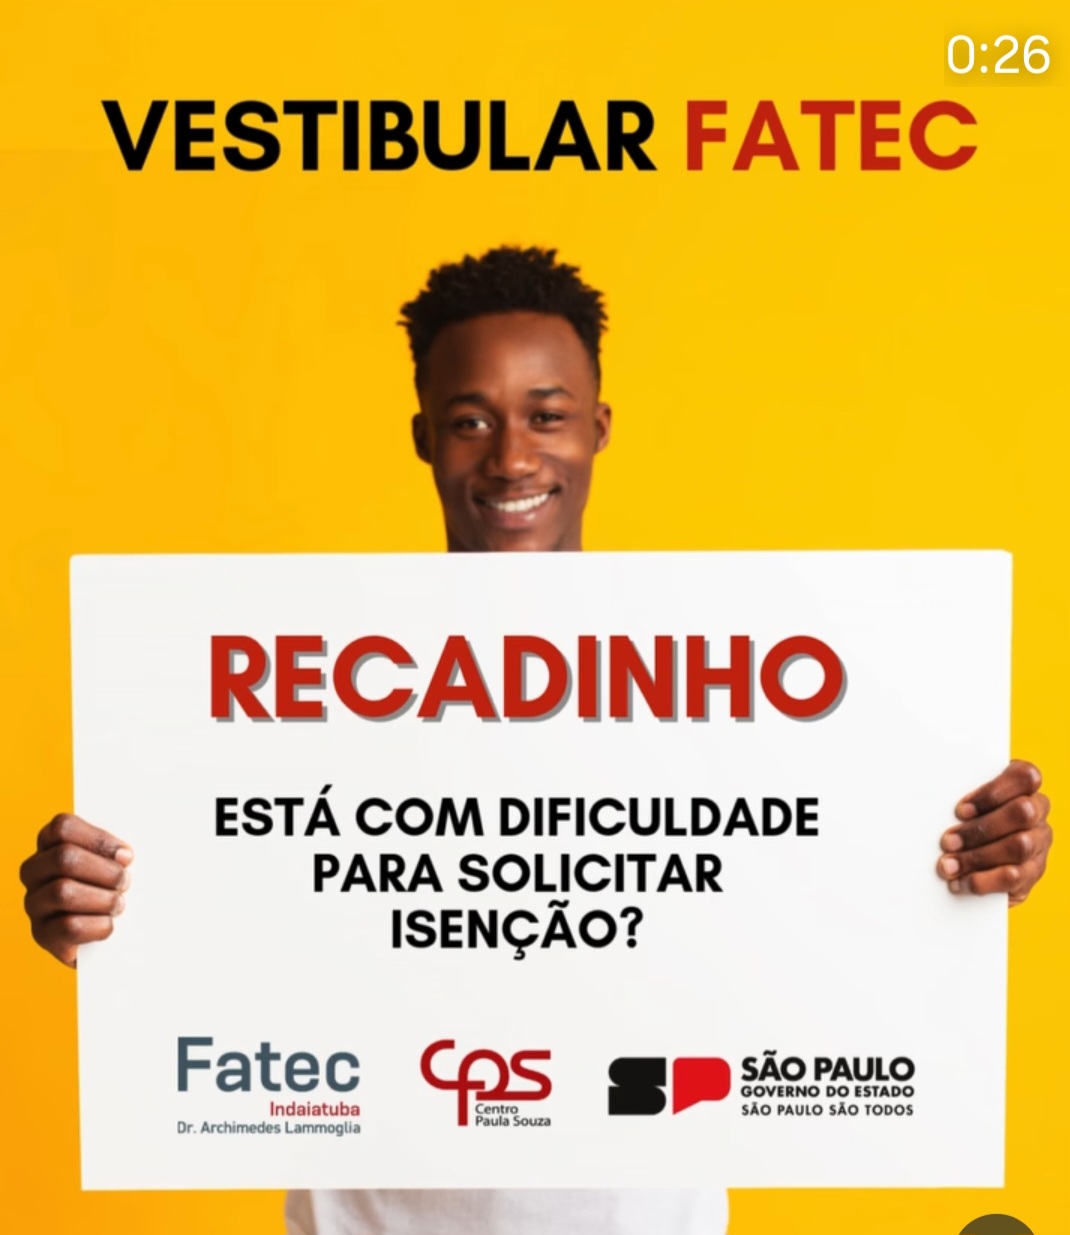 0:26
VESTIBULAR FATEC
RECADINHO
ESTÁ COM DIFICULDADE
PARA SOLICITAR
ISENÇÃO?
Fatec
Indaiatuba
Dr. Archimedes Lammoglia
cps
Centro
Paula Souza
SP
SÃO PAULO
GOVERNO DO ESTADO
SÃO PAULO SÃO TODOS